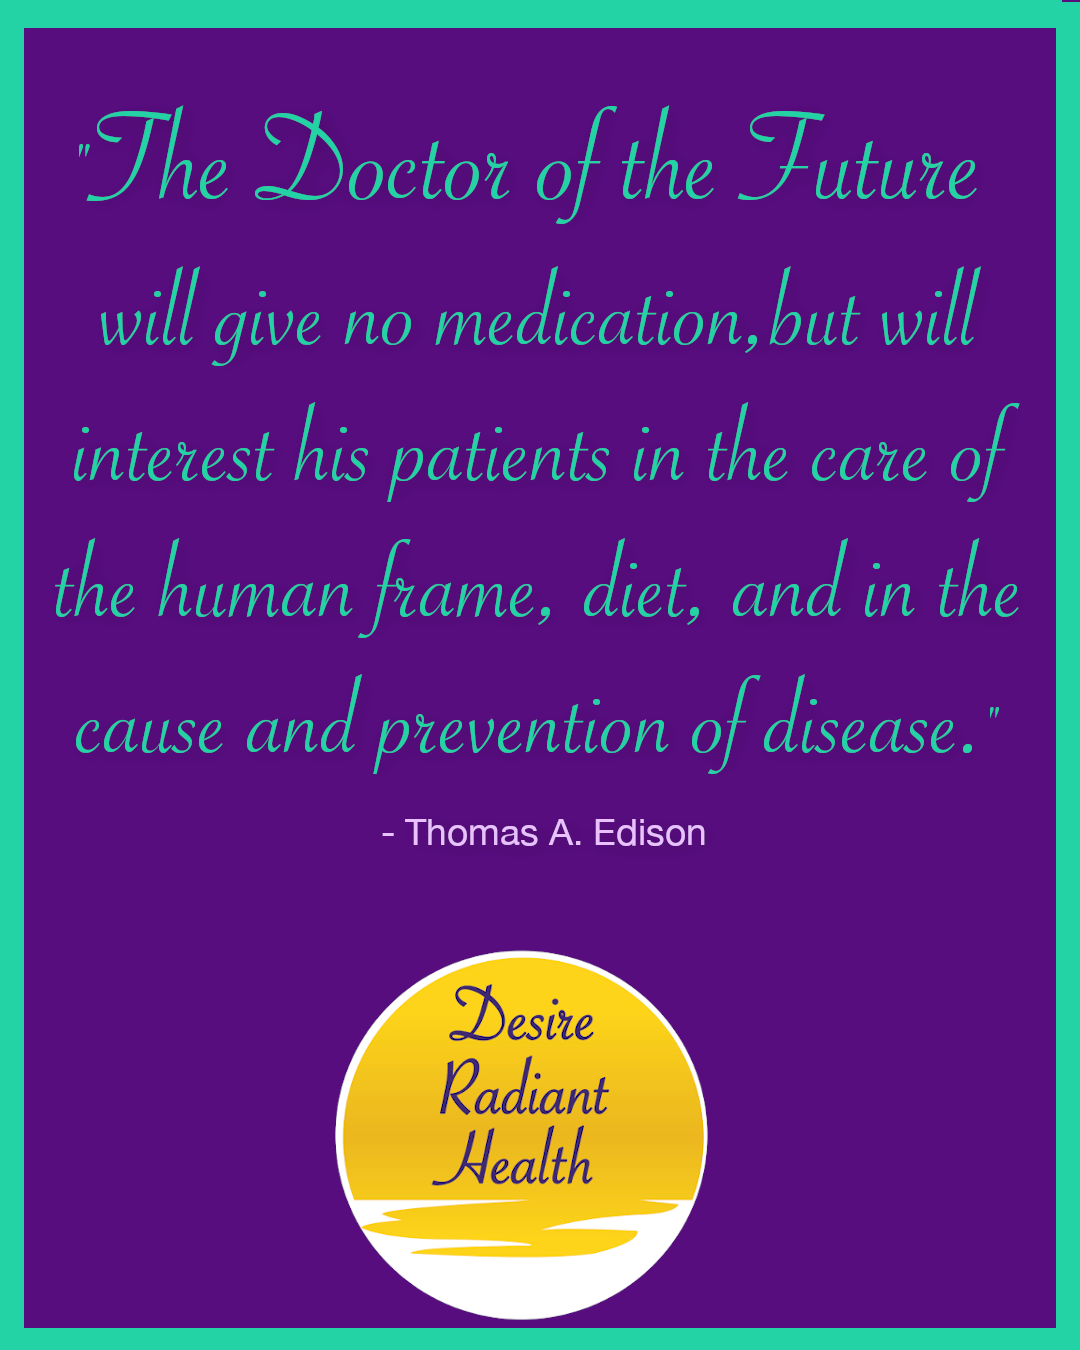 "The Doctor of the Future
will give no medication,but will
interest his patients in the care of
the human frame, diet, and in the
cause and prevention of disease."
- Thomas A. Edison
Desire
Radiant
Health